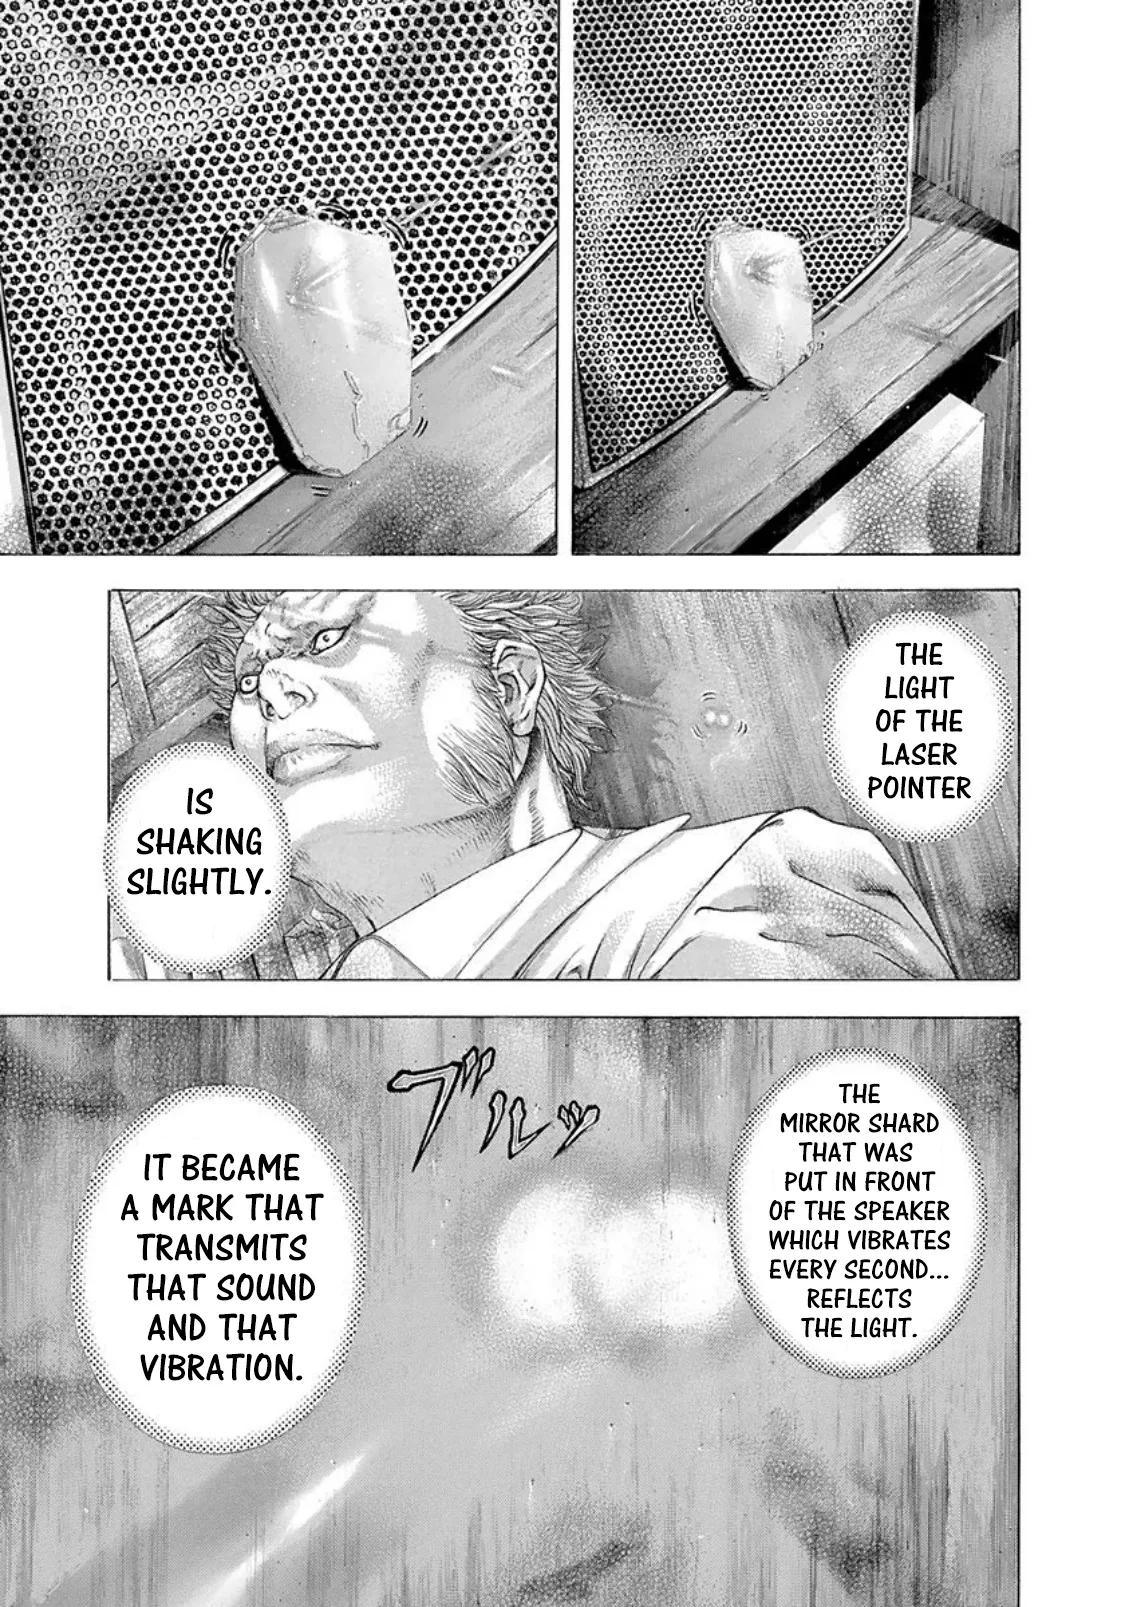 THE
LIGHT
OF THE
LASER
POINTER
IS
SHAKING
SLIGHTLY.
ブルッ
THE
MIRROR SHARD
THAT WAS
PUT IN FRONT
OF THE SPEAKER
WHICH VIBRATES
EVERY SECOND...
REFLECTS
THE LIGHT.
IT BECAME
A MARK THAT
TRANSMITS
THAT SOUND
AND THAT
VIBRATION.